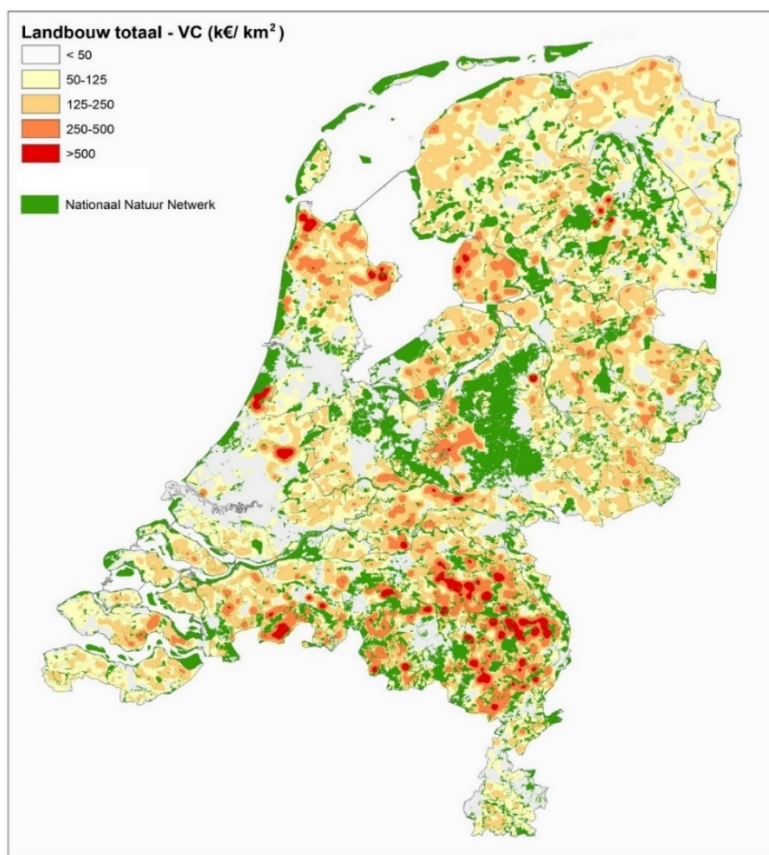 Landbouw totaal - VC (k€/ km²)
< 50
50-125
125-250
250-500
>500
Nationaal Natuur Netwerk